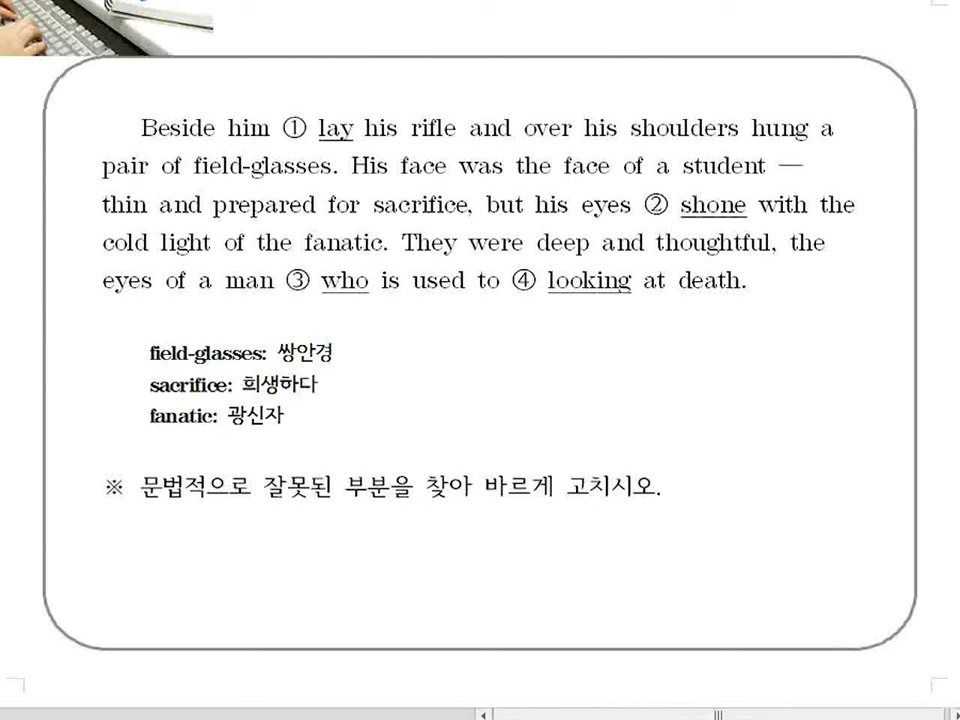 Beside him ① lay his rifle and over his shoulders hung a
pair of field-glasses. His face was the face of a student —
thin and prepared for sacrifice, but his eyes ② shone with the
cold light of the fanatic. They were deep and thoughtful, the
eyes of a man ③ who is used to ④ looking at death.
field-glasses: 쌍안경
sacrifice: 희생하다
fanatic: 광신자
※ 문법적으로 잘못된 부분을 찾아 바르게 고치시오.